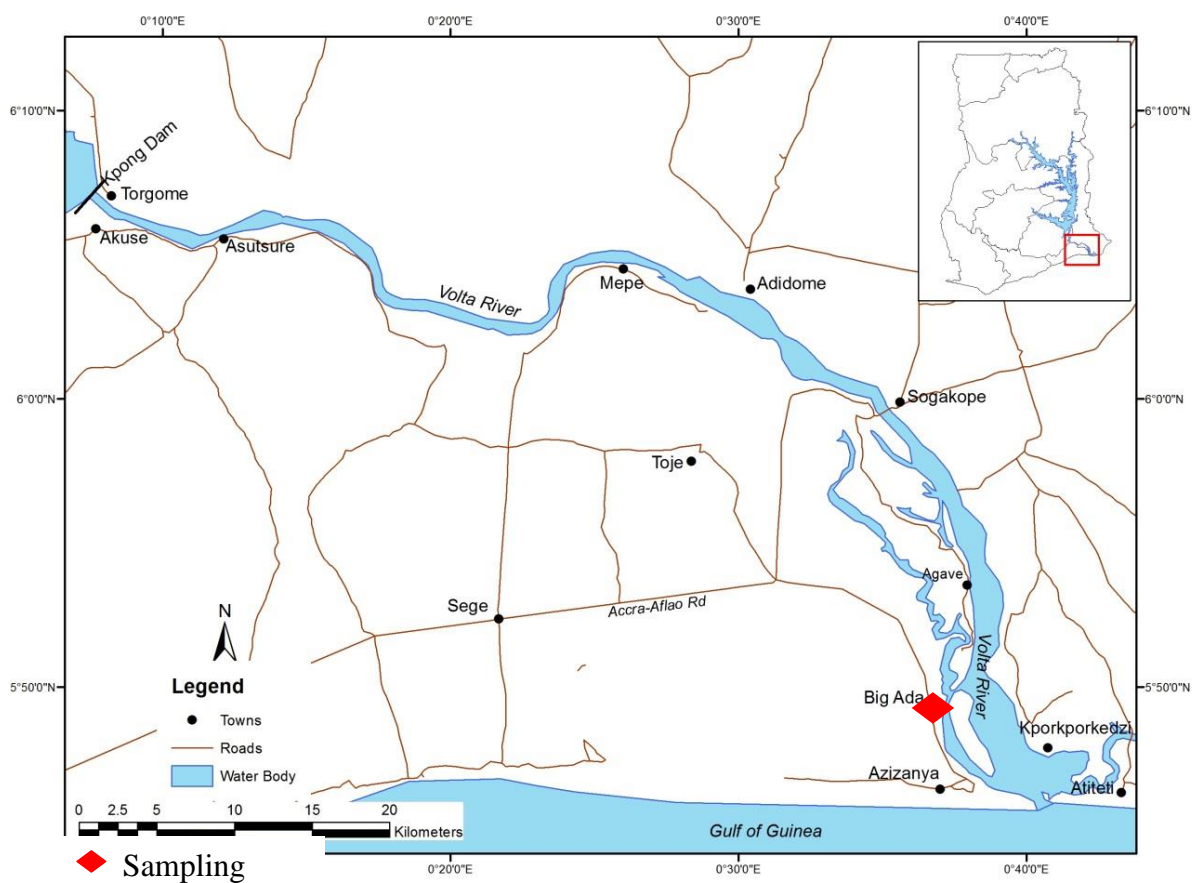 0°10'0"E 0°20'0"E 0°30'0"E 0°40'0"E
6°10'0"N 6°10'0"N
Kpong Dam
Torgome
Akuse
Asutsure
Volta River
Mepe
Adidome
6°0'0"N 6°0'0"N
Sogakope
Toje
Agave
Accra-Aflao Rd
Sege
N
Volta River
5°50'0"N 5°50'0"N
Big Ada
Kporkporkedzi
Legend
Towns
Roads
Water Body
Azizanya
Atiteti
0 2.5 5 10 15 20
Kilometers
Gulf of Guinea
Sampling
0°20'0"E 0°30'0"E 0°40'0"E